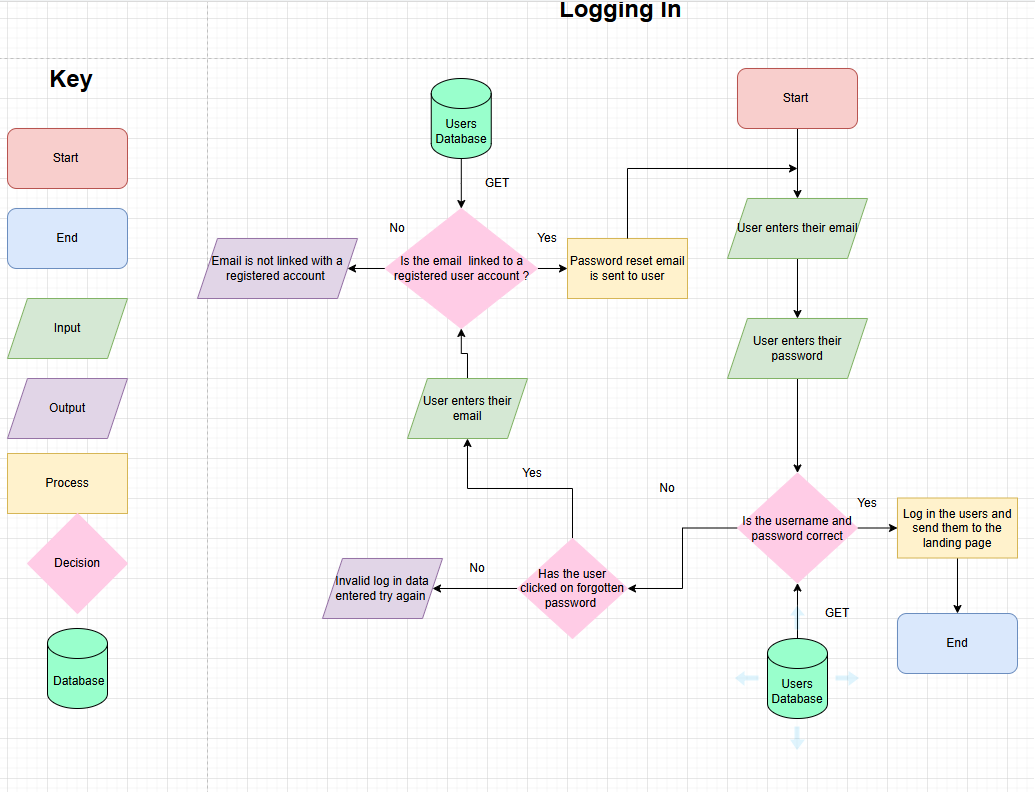 Logging In
Key
Start
End
Input
Output
Process
Decision
Database
Users
Database
GET
No
Yes
Email is not linked with a
registered account
Is the email linked to a
registered user account ?
Password reset email
is sent to user
User enters their
email
Yes
No
Invalid log in data
entered try again
Has the user
clicked on forgotten
password
No
Start
User enters their email
User enters their
password
Is the username and
password correct
Yes
Log in the users and
send them to the
landing page
GET
Users
Database
End